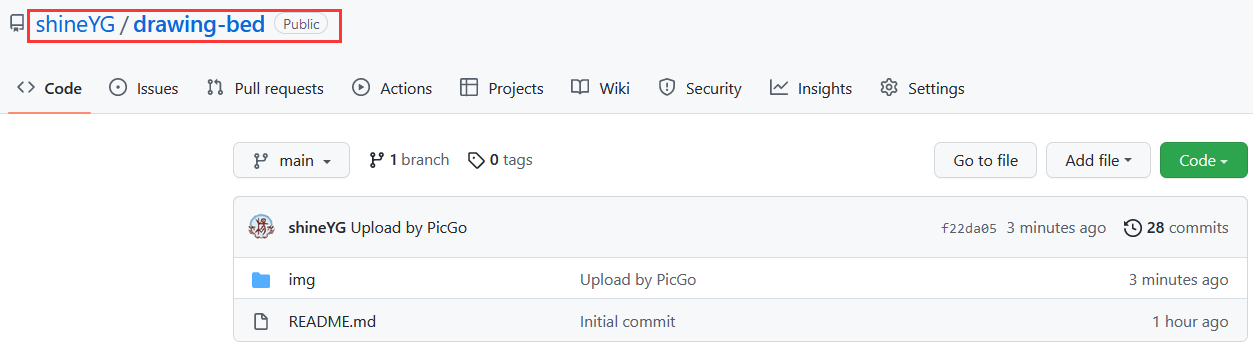 shineYG / drawing-bed Public
Code Issues Pull requests Actions Projects Wiki Security Insights Settings
main 1 branch 0 tags Go to file Add file Code
shineYG Upload by PicGo f22da05 3 minutes ago 28 commits
img Upload by PicGo 3 minutes ago
README.md Initial commit 1 hour ago